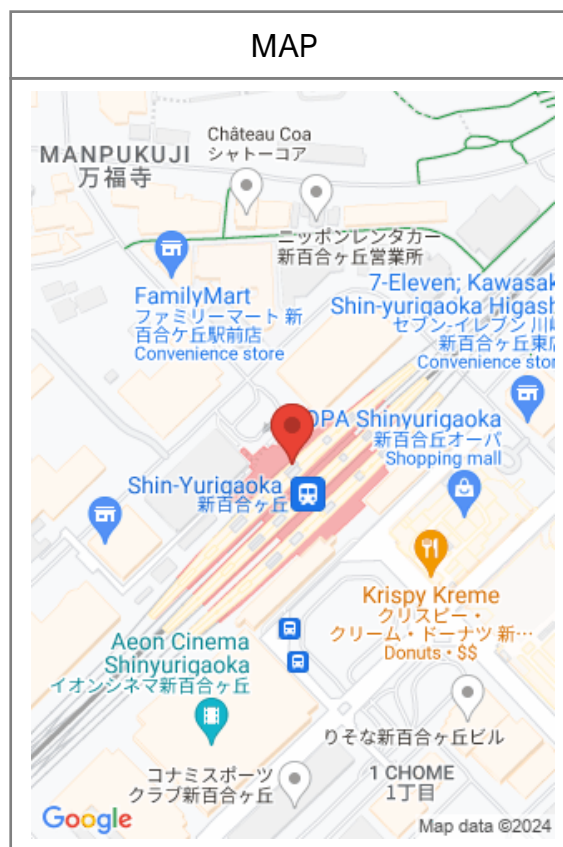 MAP
Château Coa
シャトーコア
MANPUKUJI
万福寺
ニッポンレンタカー
新百合ヶ丘営業所
FamilyMart
ファミリーマート 新
百合ケ丘駅前店
Convenience store
7-Eleven; Kawasak
Shin-yurigaoka Higash
セブン-イレブン 川崎
新百合ヶ丘東店
Convenience stor
OPA Shinyurigaoka
新百合丘オーパ
Shopping mall
Shin-Yurigaoka
新百合ヶ丘
Krispy Kreme
クリスピー・
クリーム・ドーナツ 新…
Donuts・$$
Aeon Cinema
Shinyurigaoka
イオンシネマ新百合ヶ丘
りそな新百合ヶ丘ビル
コナミスポーツ
クラブ新百合ヶ丘
1 CHOME
1丁目
Google
Map data ©2024